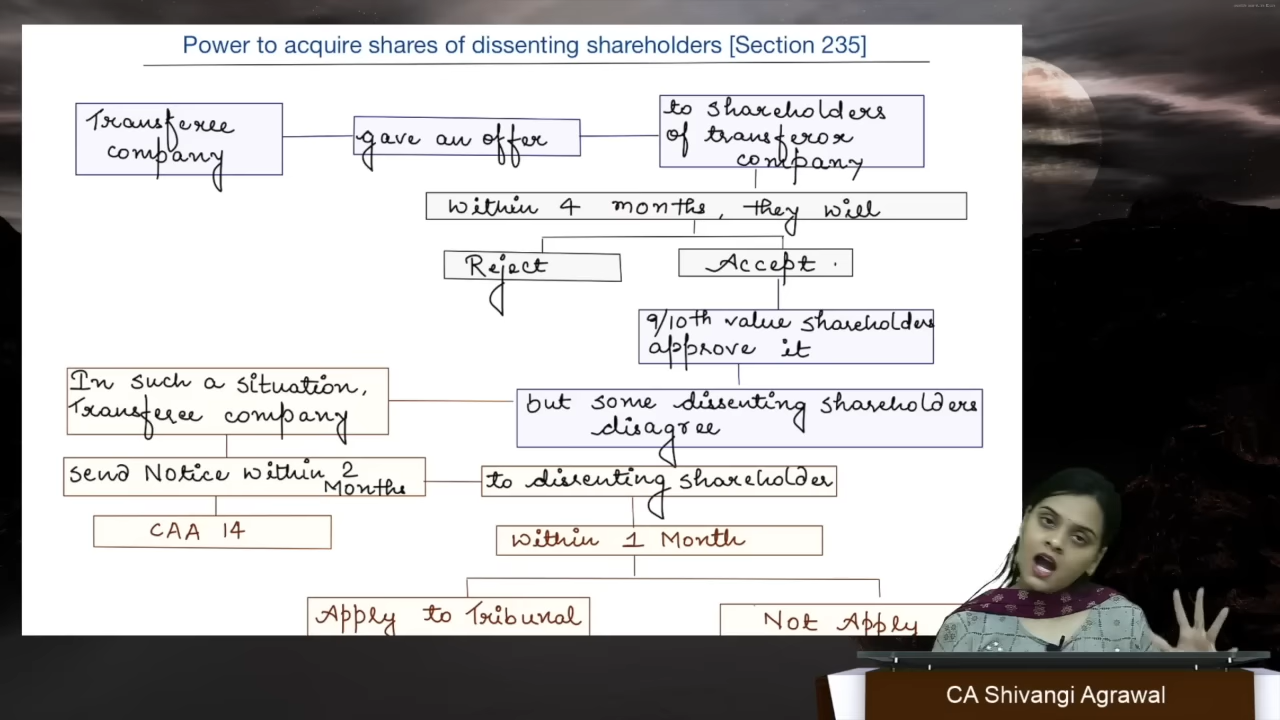 Power to acquire shares of dissenting shareholders [Section 235]
Transferee
company
gave an offer
to shareholders
of transferor
company
Within 4 months, they will
Reject
Accept .
9/10th value shareholders
approve it
In such a situation,
Transferee company
but some dissenting shareholders
disagree
Send Notice within 2
Months
to dissenting shareholder
CAA 14
Within 1 Month
Apply to Tribunal
Not Apply
CA Shivangi Agrawal